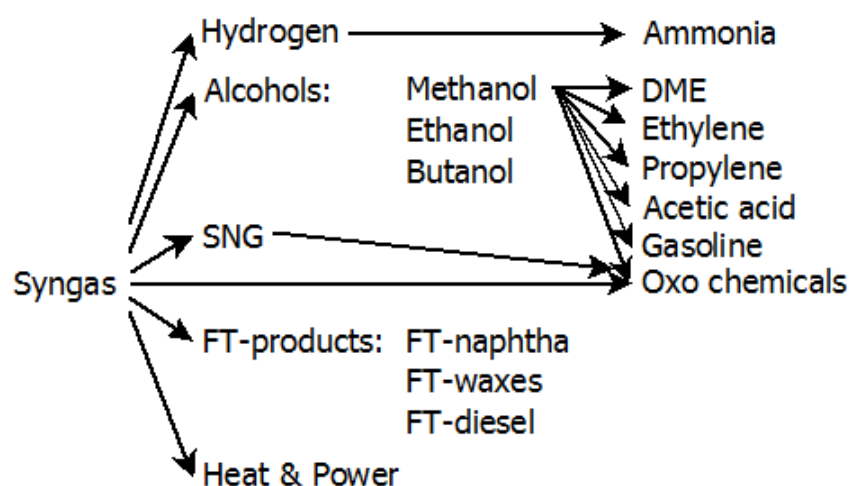 Hydrogen Ammonia
Alcohols: Methanol DME
Ethanol Ethylene
Butanol Propylene
Acetic acid
SNG Gasoline
Syngas Oxo chemicals
FT-products: FT-naphtha
FT-waxes
FT-diesel
Heat & Power